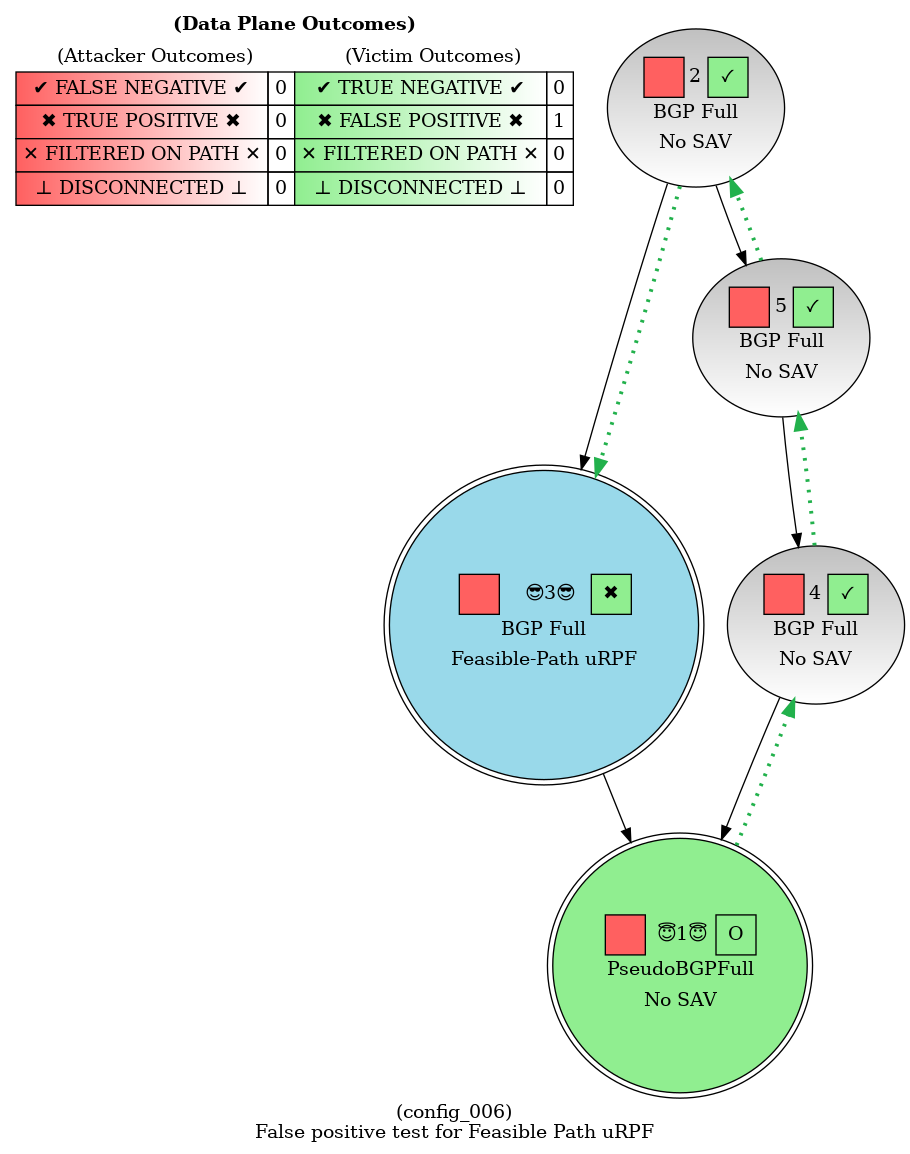 (Data Plane Outcomes)
(Attacker Outcomes) (Victim Outcomes)
✔ FALSE NEGATIVE ✔ 0 ✔ TRUE NEGATIVE ✔ 0
✖ TRUE POSITIVE ✖ 0 ✖ FALSE POSITIVE ✖ 1
✕ FILTERED ON PATH ✕ 0 ✕ FILTERED ON PATH ✕ 0
⊥ DISCONNECTED ⊥ 0 ⊥ DISCONNECTED ⊥ 0
2 ✓
BGP Full
No SAV
5 ✓
BGP Full
No SAV
😎3😎 ✖
BGP Full
Feasible-Path uRPF
4 ✓
BGP Full
No SAV
😇1😇 O
PseudoBGPFull
No SAV
(config_006)
False positive test for Feasible Path uRPF